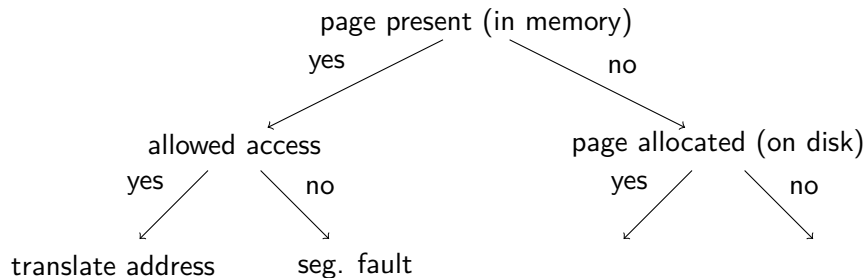 page present (in memory)
yes
no
allowed access
page allocated (on disk)
yes
no
yes
no
translate address
seg. fault